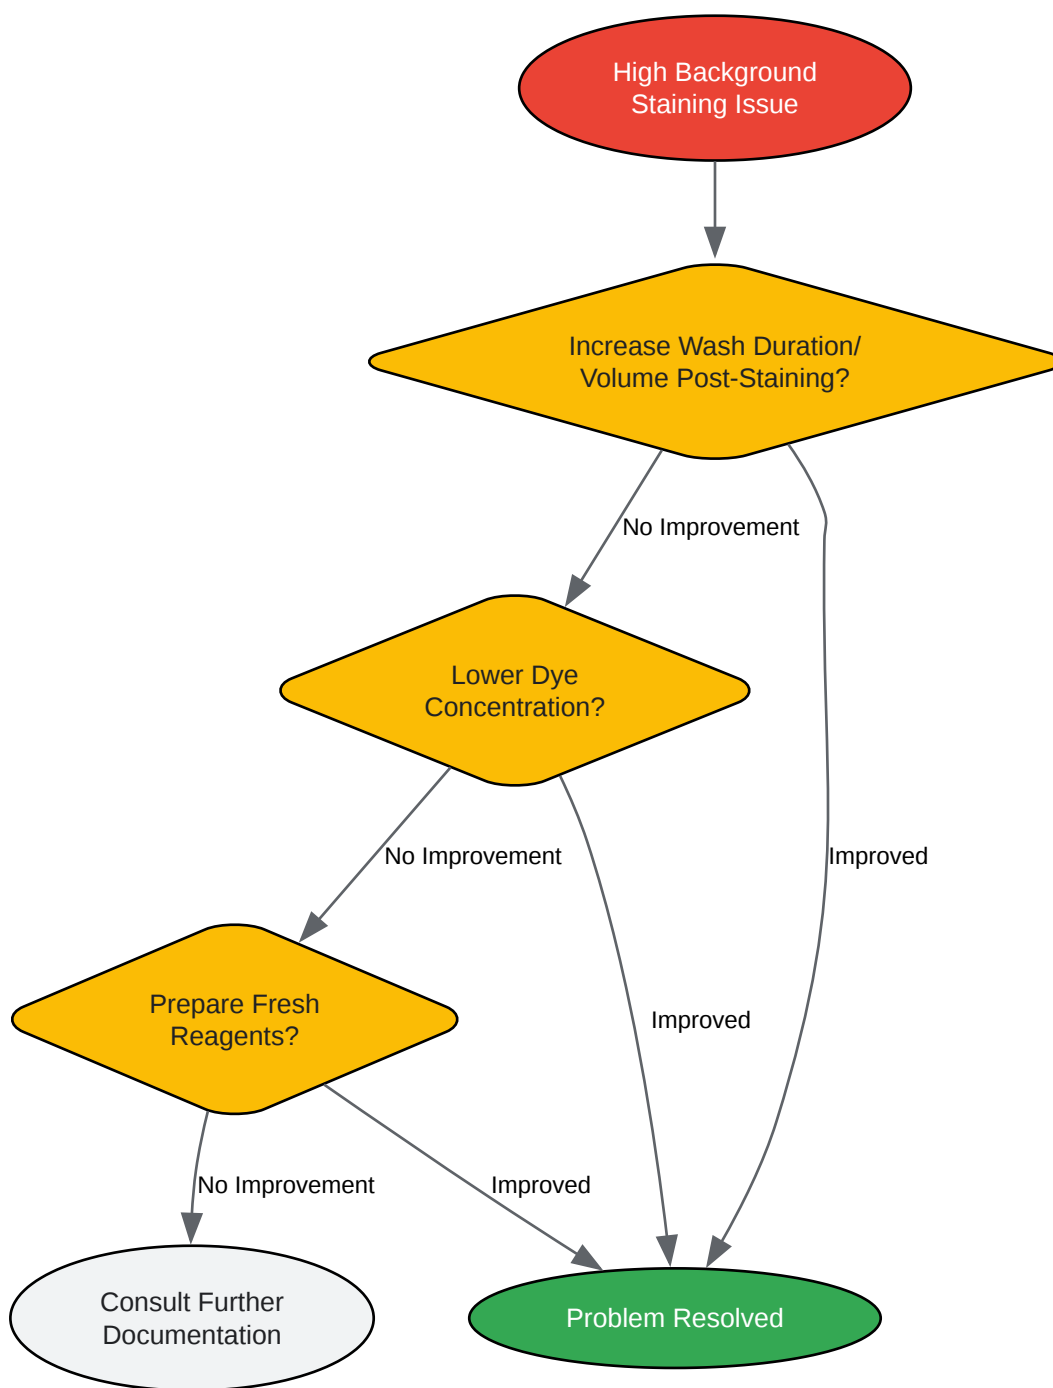 High Background
Staining Issue
Increase Wash Duration/
Volume Post-Staining?
No Improvement
Lower Dye
Concentration?
No Improvement
Improved
Prepare Fresh
Reagents?
Improved
No Improvement
Improved
Consult Further
Documentation
Problem Resolved